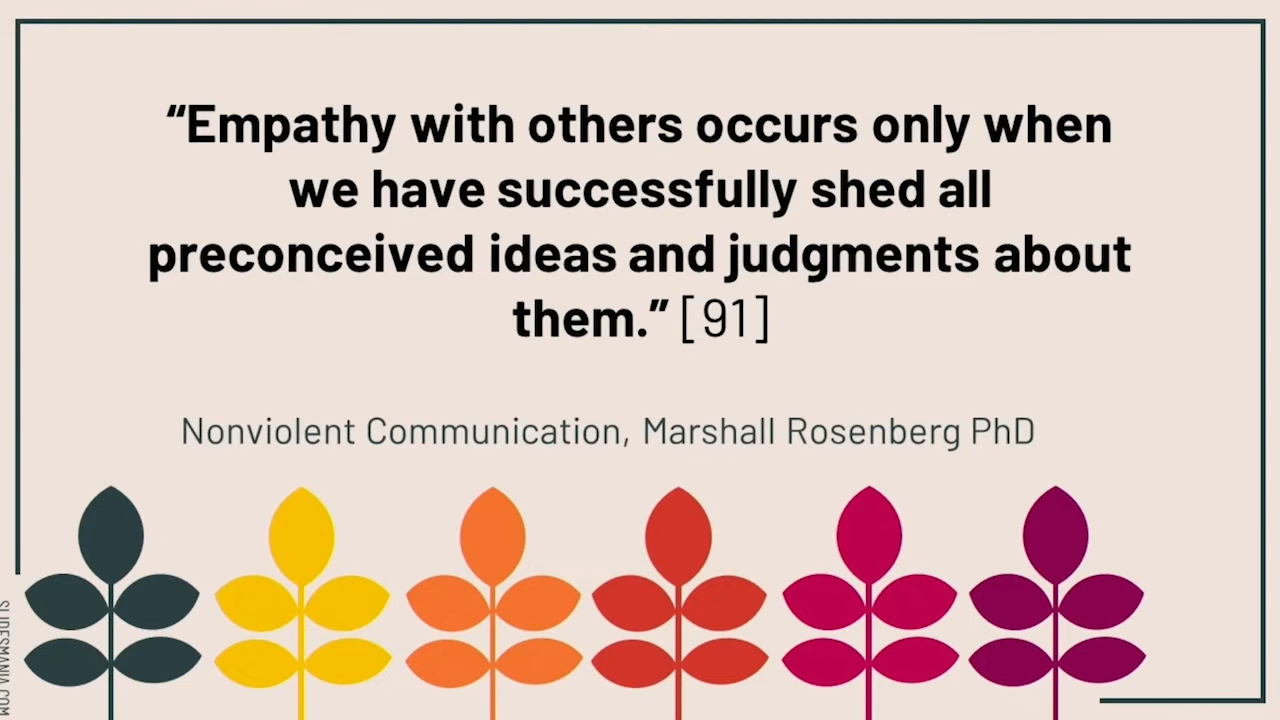 “Empathy with others occurs only when
we have successfully shed all
preconceived ideas and judgments about
them.” [91]
Nonviolent Communication, Marshall Rosenberg PhD
SLIDESMANIA.COM